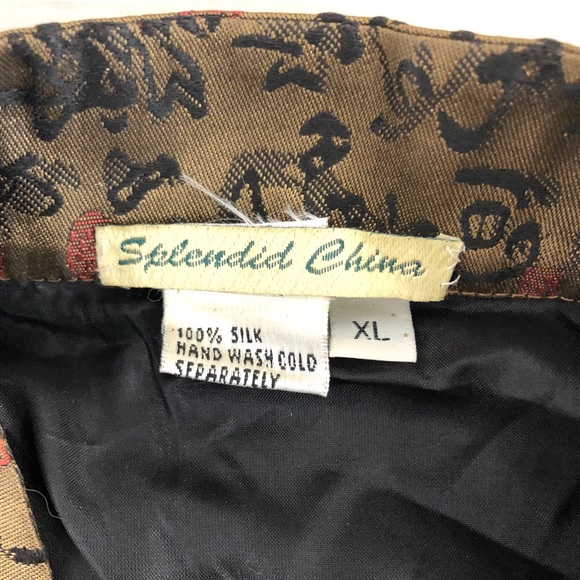 Splendid China
100% SILK
HAND WASH COLD
SEPARATELY
XL